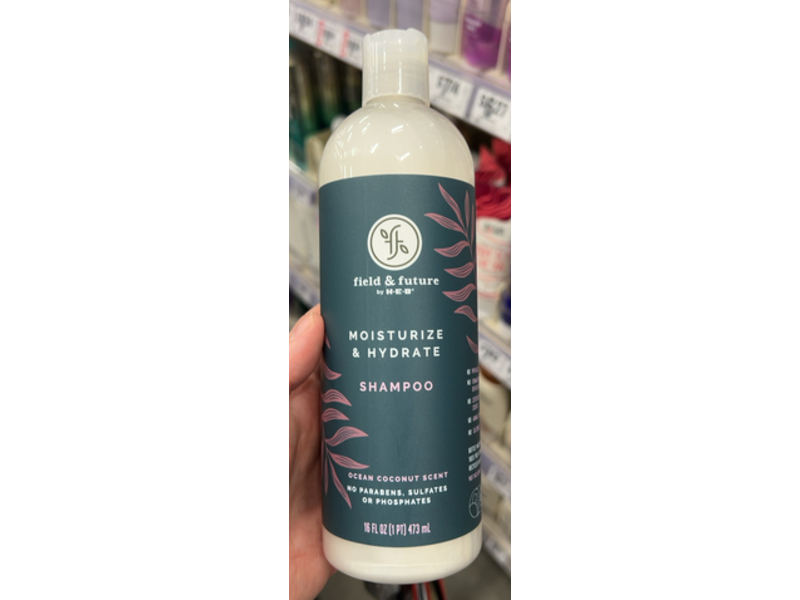 field & future
by H-E-B
MOISTURIZE
& HYDRATE
SHAMPOO
OCEAN COCONUT SCENT
NO PARABENS, SULFATES
OR PHOSPHATES
16 FL OZ (1 PT) 473 mL